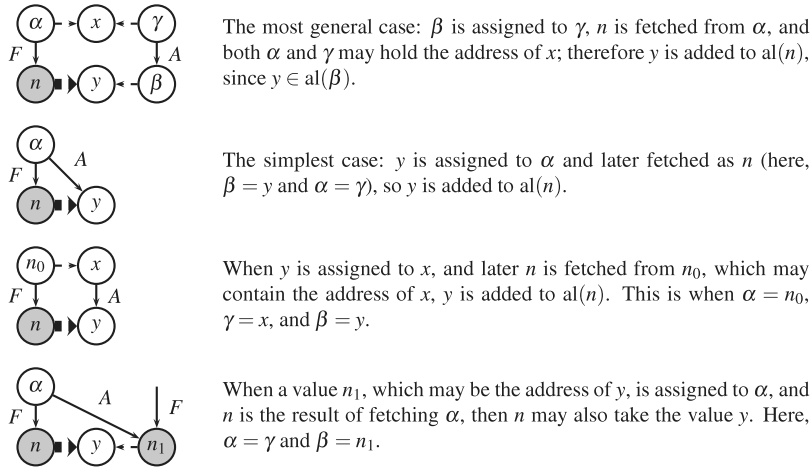 α x γ
F A
n y β
The most general case: β is assigned to γ, n is fetched from α, and
both α and γ may hold the address of x; therefore y is added to al(n),
since y ∈ al(β).
α
F A
n y
The simplest case: y is assigned to α and later fetched as n (here,
β = y and α = γ), so y is added to al(n).
n₀ x
F A
n y
When y is assigned to x, and later n is fetched from n₀, which may
contain the address of x, y is added to al(n). This is when α = n₀,
γ = x, and β = y.
α
F A F
n y n₁
When a value n₁, which may be the address of y, is assigned to α, and
n is the result of fetching α, then n may also take the value y. Here,
α = γ and β = n₁.